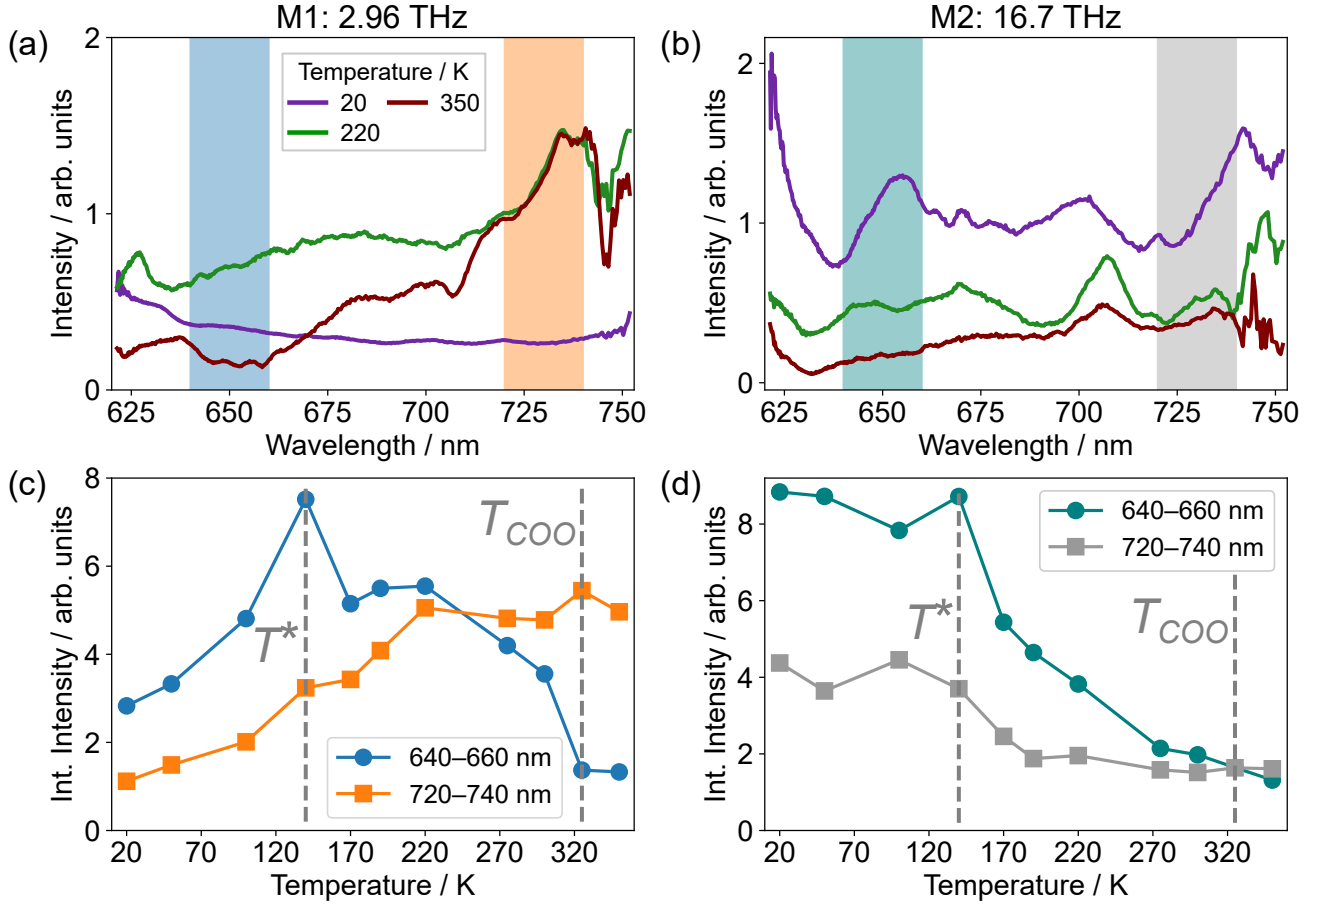 M1: 2.96 THz
M2: 16.7 THz
(a)
Intensity / arb. units
2
1
0
Temperature / K
20
350
220
625
650
675
700
725
750
Wavelength / nm
(b)
Intensity / arb. units
2
1
0
625
650
675
700
725
750
Wavelength / nm
(c)
Int. Intensity / arb. units
8
6
4
2
0
T*
T_COO
640–660 nm
720–740 nm
20
70
120
170
220
270
320
Temperature / K
(d)
Int. Intensity / arb. units
8
6
4
2
0
640–660 nm
720–740 nm
T*
T_COO
20
70
120
170
220
270
320
Temperature / K